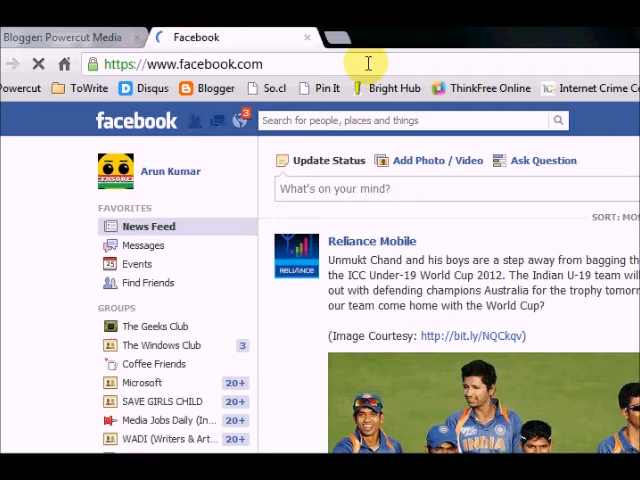 Blogger: Powercut Media
Facebook
https://www.facebook.com
Powercut ToWrite Disqus Blogger So.cl Pin It Bright Hub ThinkFree Online Internet Crime
facebook 3 Search for people, places and things
Update Status Add Photo / Video Ask Question
Arun Kumar
What's on your mind?
FAVORITES
SORT:
News Feed
Messages
Events
Find Friends
Reliance Mobile
Unmukt Chand and his boys are a step away from bagging
the ICC Under-19 World Cup 2012. The Indian U-19 team will
out with defending champions Australia for the trophy
our team come home with the World Cup?
RELIANCE
GROUPS
The Geeks Club
The Windows Club 3
Coffee Friends
Microsoft 20+
SAVE GIRLS CHILD 20+
Media Jobs Daily (In... 20+
WADI (Writers & Art... 20+
(Image Courtesy: http://bit.ly/NQCkqv)
INDIA